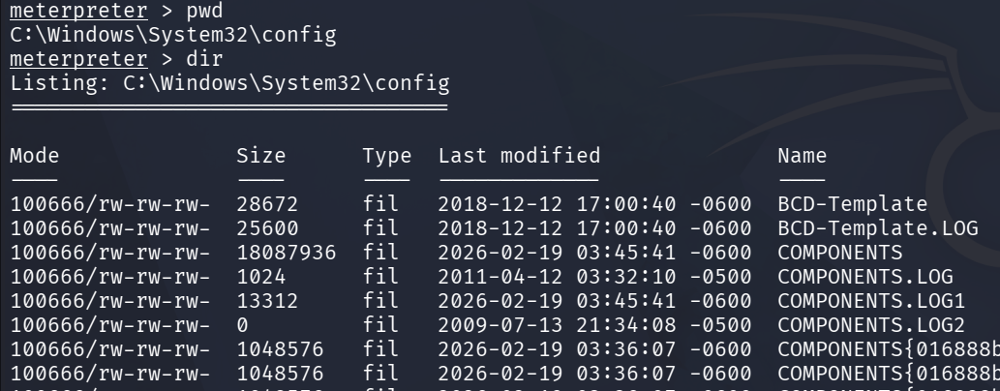 meterpreter > pwd
C:\Windows\System32\config
meterpreter > dir
Listing: C:\Windows\System32\config
Mode Size Type Last modified Name
100666/rw-rw-rw- 28672 fil 2018-12-12 17:00:40 -0600 BCD-Template
100666/rw-rw-rw- 25600 fil 2018-12-12 17:00:40 -0600 BCD-Template.LOG
100666/rw-rw-rw- 18087936 fil 2026-02-19 03:45:41 -0600 COMPONENTS
100666/rw-rw-rw- 1024 fil 2011-04-12 03:32:10 -0500 COMPONENTS.LOG
100666/rw-rw-rw- 13312 fil 2026-02-19 03:45:41 -0600 COMPONENTS.LOG1
100666/rw-rw-rw- 0 fil 2009-07-13 21:34:08 -0500 COMPONENTS.LOG2
100666/rw-rw-rw- 1048576 fil 2026-02-19 03:36:07 -0600 COMPONENTS{016888b
100666/rw-rw-rw- 1048576 fil 2026-02-19 03:36:07 -0600 COMPONENTS{016888b